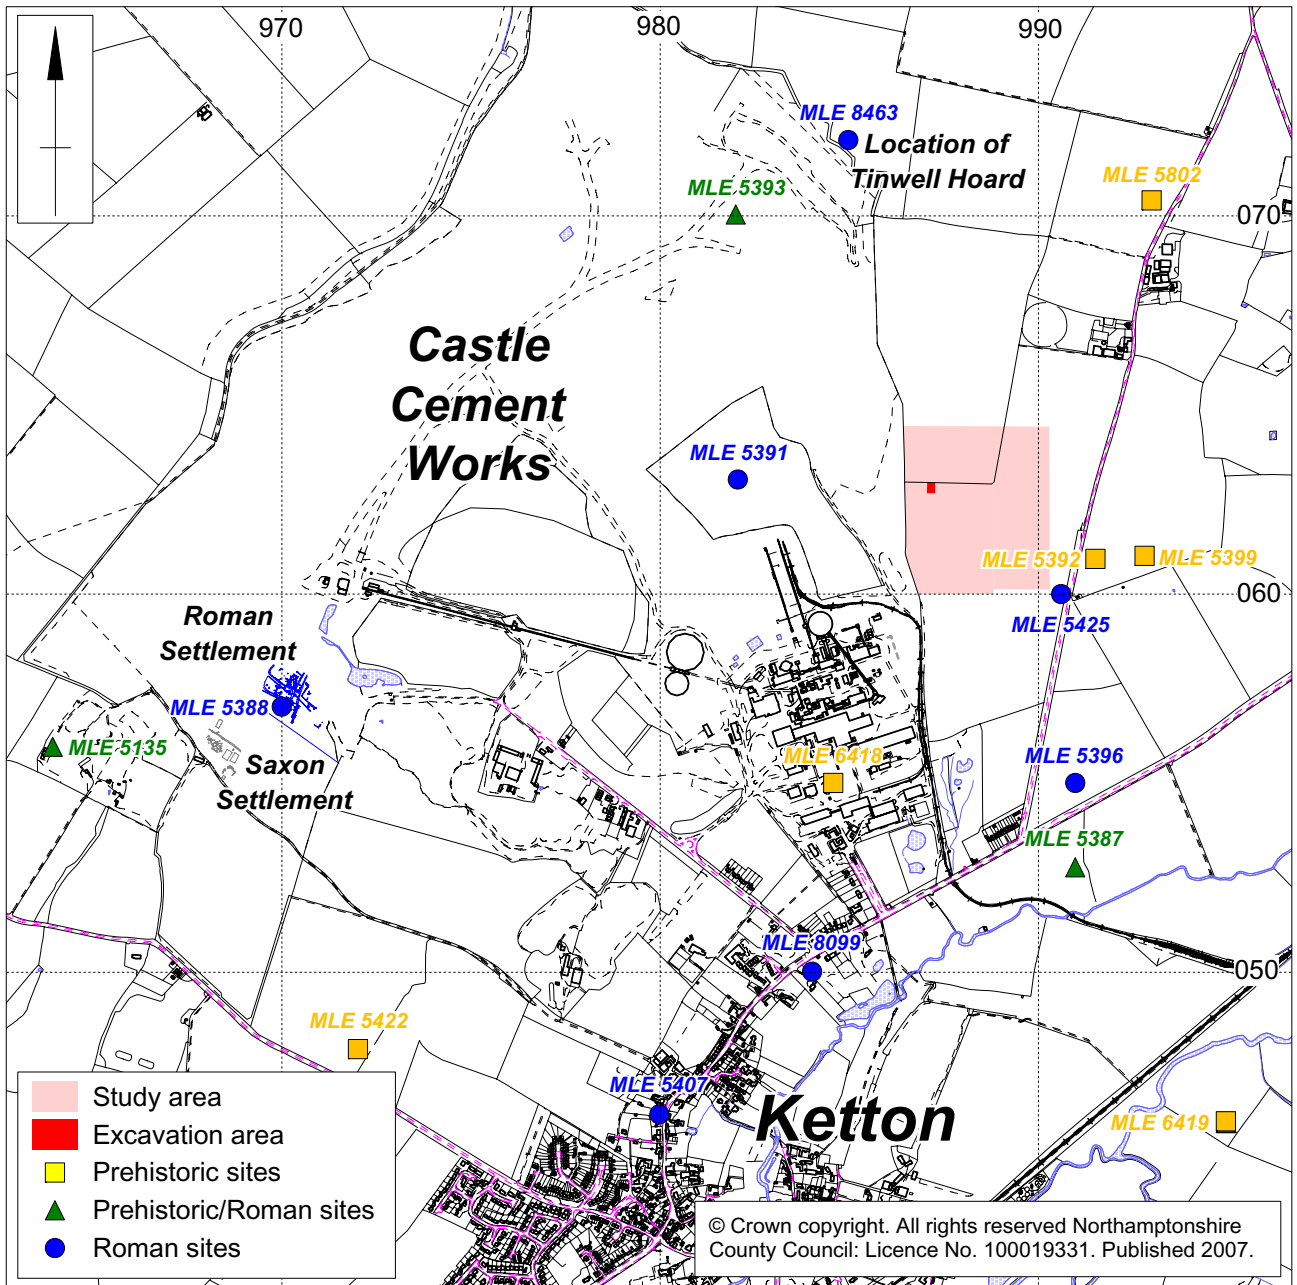 970
980
990
MLE 8463
Location of
Tinwell Hoard
MLE 5393
MLE 5802
070
Castle
Cement
Works
MLE 5391
MLE 5392
MLE 5399
060
MLE 5425
Roman
Settlement
MLE 5388
MLE 5135
Saxon
Settlement
MLE 6418
MLE 5396
MLE 5387
MLE 8099
050
MLE 5422
MLE 5407
Ketton
MLE 6419
Study area
Excavation area
Prehistoric sites
Prehistoric/Roman sites
Roman sites
© Crown copyright. All rights reserved Northamptonshire
County Council: Licence No. 100019331. Published 2007.